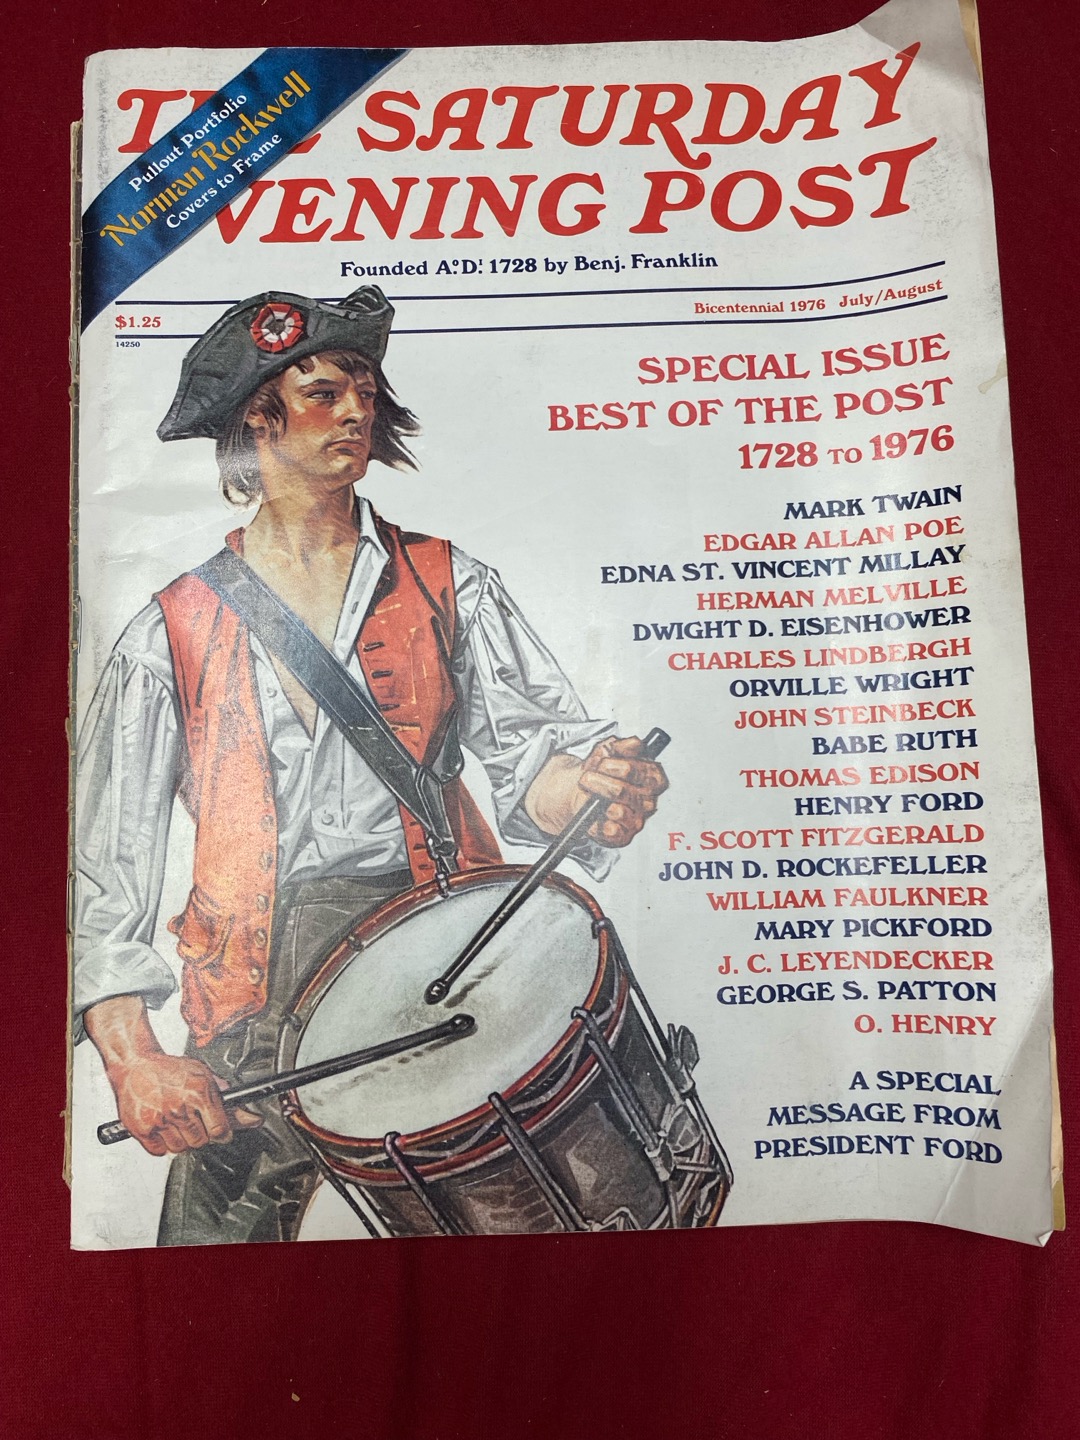 Pullout Portfolio
Norman Rockwell
Covers to Frame
THE SATURDAY
EVENING POST
Founded A.º D.ⁱ 1728 by Benj. Franklin
$1.25
14250
Bicentennial 1976 July/August
SPECIAL ISSUE
BEST OF THE POST
1728 TO 1976
MARK TWAIN
EDGAR ALLAN POE
EDNA ST. VINCENT MILLAY
HERMAN MELVILLE
DWIGHT D. EISENHOWER
CHARLES LINDBERGH
ORVILLE WRIGHT
JOHN STEINBECK
BABE RUTH
THOMAS EDISON
HENRY FORD
F. SCOTT FITZGERALD
JOHN D. ROCKEFELLER
WILLIAM FAULKNER
MARY PICKFORD
J. C. LEYENDECKER
GEORGE S. PATTON
O. HENRY
A SPECIAL
MESSAGE FROM
PRESIDENT FORD